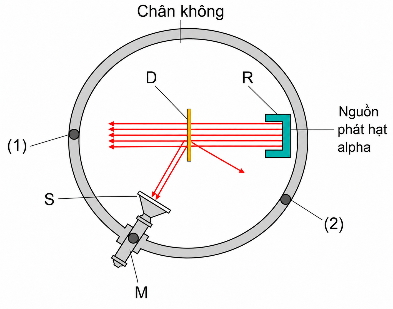 Chân không
D
R
Nguồn
phát hạt
alpha
(1)
S
(2)
M